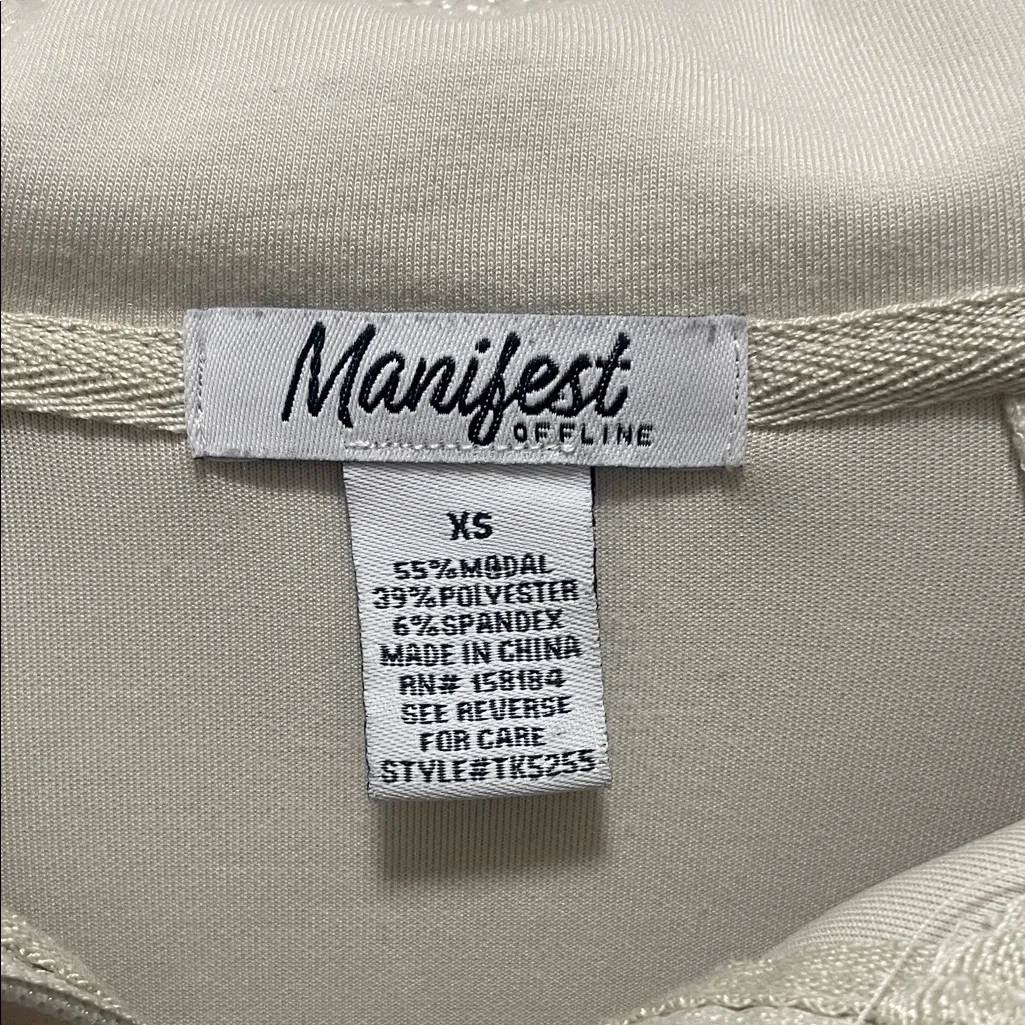 Manifest
OFFLINE
XS
55%MODAL
39%POLYESTER
6%SPANDEX
MADE IN CHINA
RN# 158184
SEE REVERSE
FOR CARE
STYLE#TK5255